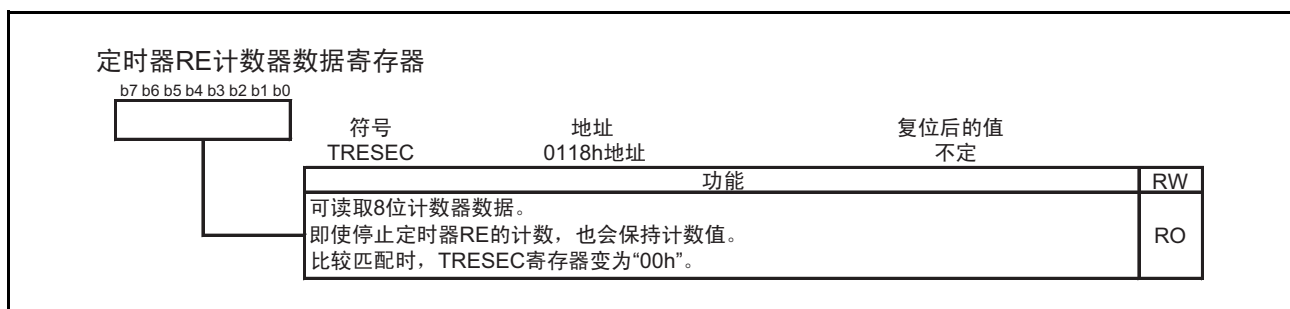 定时器RE计数器数据寄存器
b7 b6 b5 b4 b3 b2 b1 b0
符号 地址 复位后的值
TRESEC 0118h地址 不定
功能 RW
可读取8位计数器数据。
即使停止定时器RE的计数，也会保持计数值。 RO
比较匹配时，TRESEC寄存器变为“00h”。